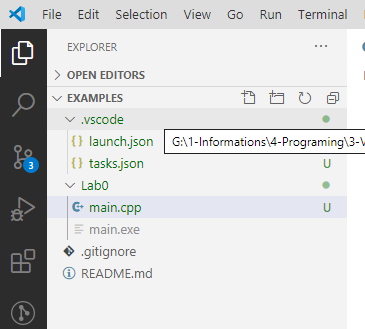 File Edit Selection View Go Run Terminal
EXPLORER
OPEN EDITORS
EXAMPLES
.vscode
launch.json
G:\1-Informations\4-Programing\3-V
tasks.json U
Lab0
main.cpp U
main.exe
.gitignore
README.md
3